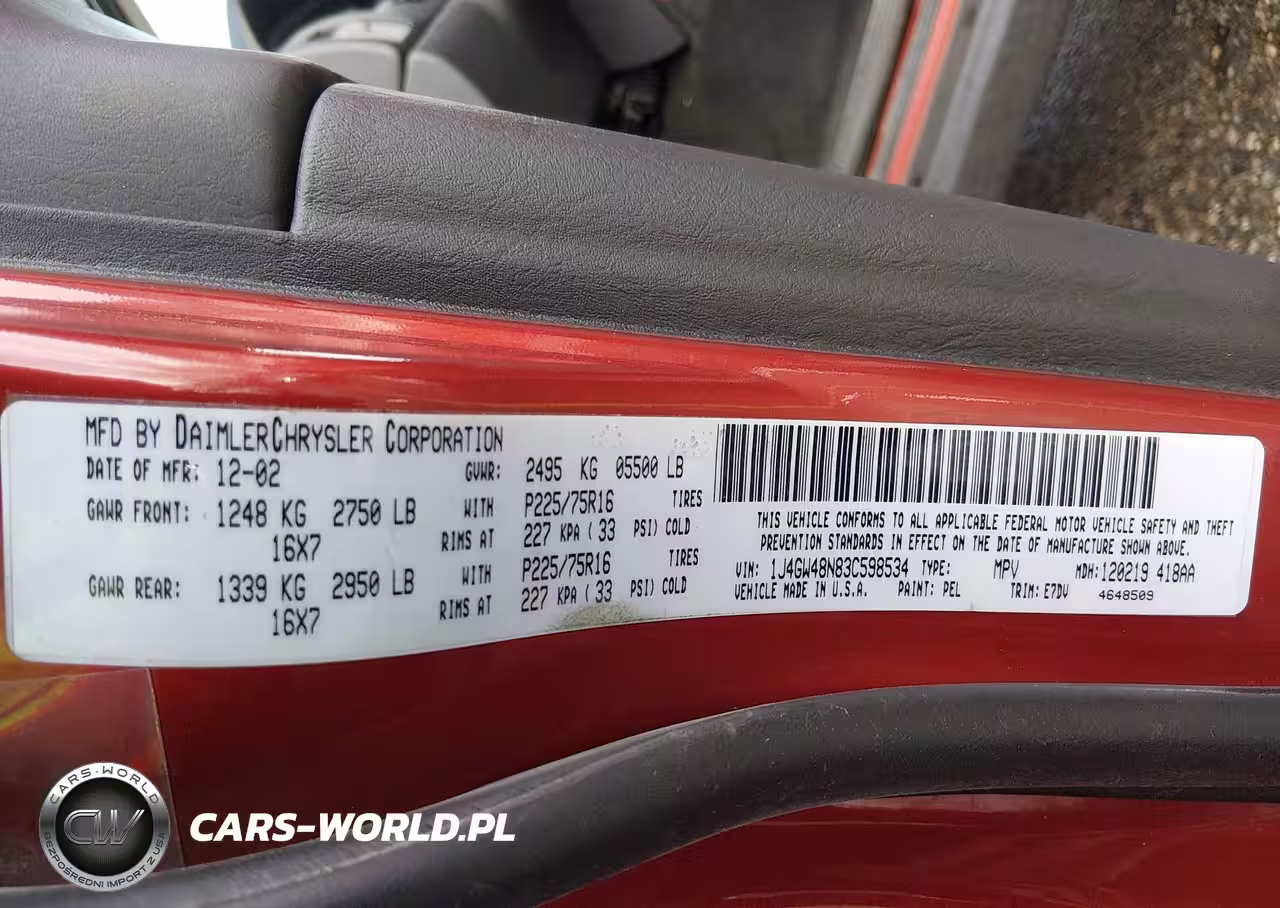 MFD BY DAIMLERCHRYSLER CORPORATION
DATE OF MFR: 12-02 GVWR: 2495 KG 05500 LB
GAWR FRONT: 1248 KG 2750 LB WITH P225/75R16 TIRES
16X7 RIMS AT 227 KPA ( 33 PSI) COLD
GAWR REAR: 1339 KG 2950 LB WITH P225/75R16 TIRES
16X7 RIMS AT 227 KPA ( 33 PSI) COLD
THIS VEHICLE CONFORMS TO ALL APPLICABLE FEDERAL MOTOR VEHICLE SAFETY AND THEFT
PREVENTION STANDARDS IN EFFECT ON THE DATE OF MANUFACTURE SHOWN ABOVE.
VIN: 1J4GW48N83C598534 TYPE: MPV MDH: 120219 418AA
VEHICLE MADE IN U.S.A. PAINT: PEL TRIM: E7DV 4648509
CARS-WORLD
CW
BEZPOŚREDNI IMPORT Z USA
CARS-WORLD.PL